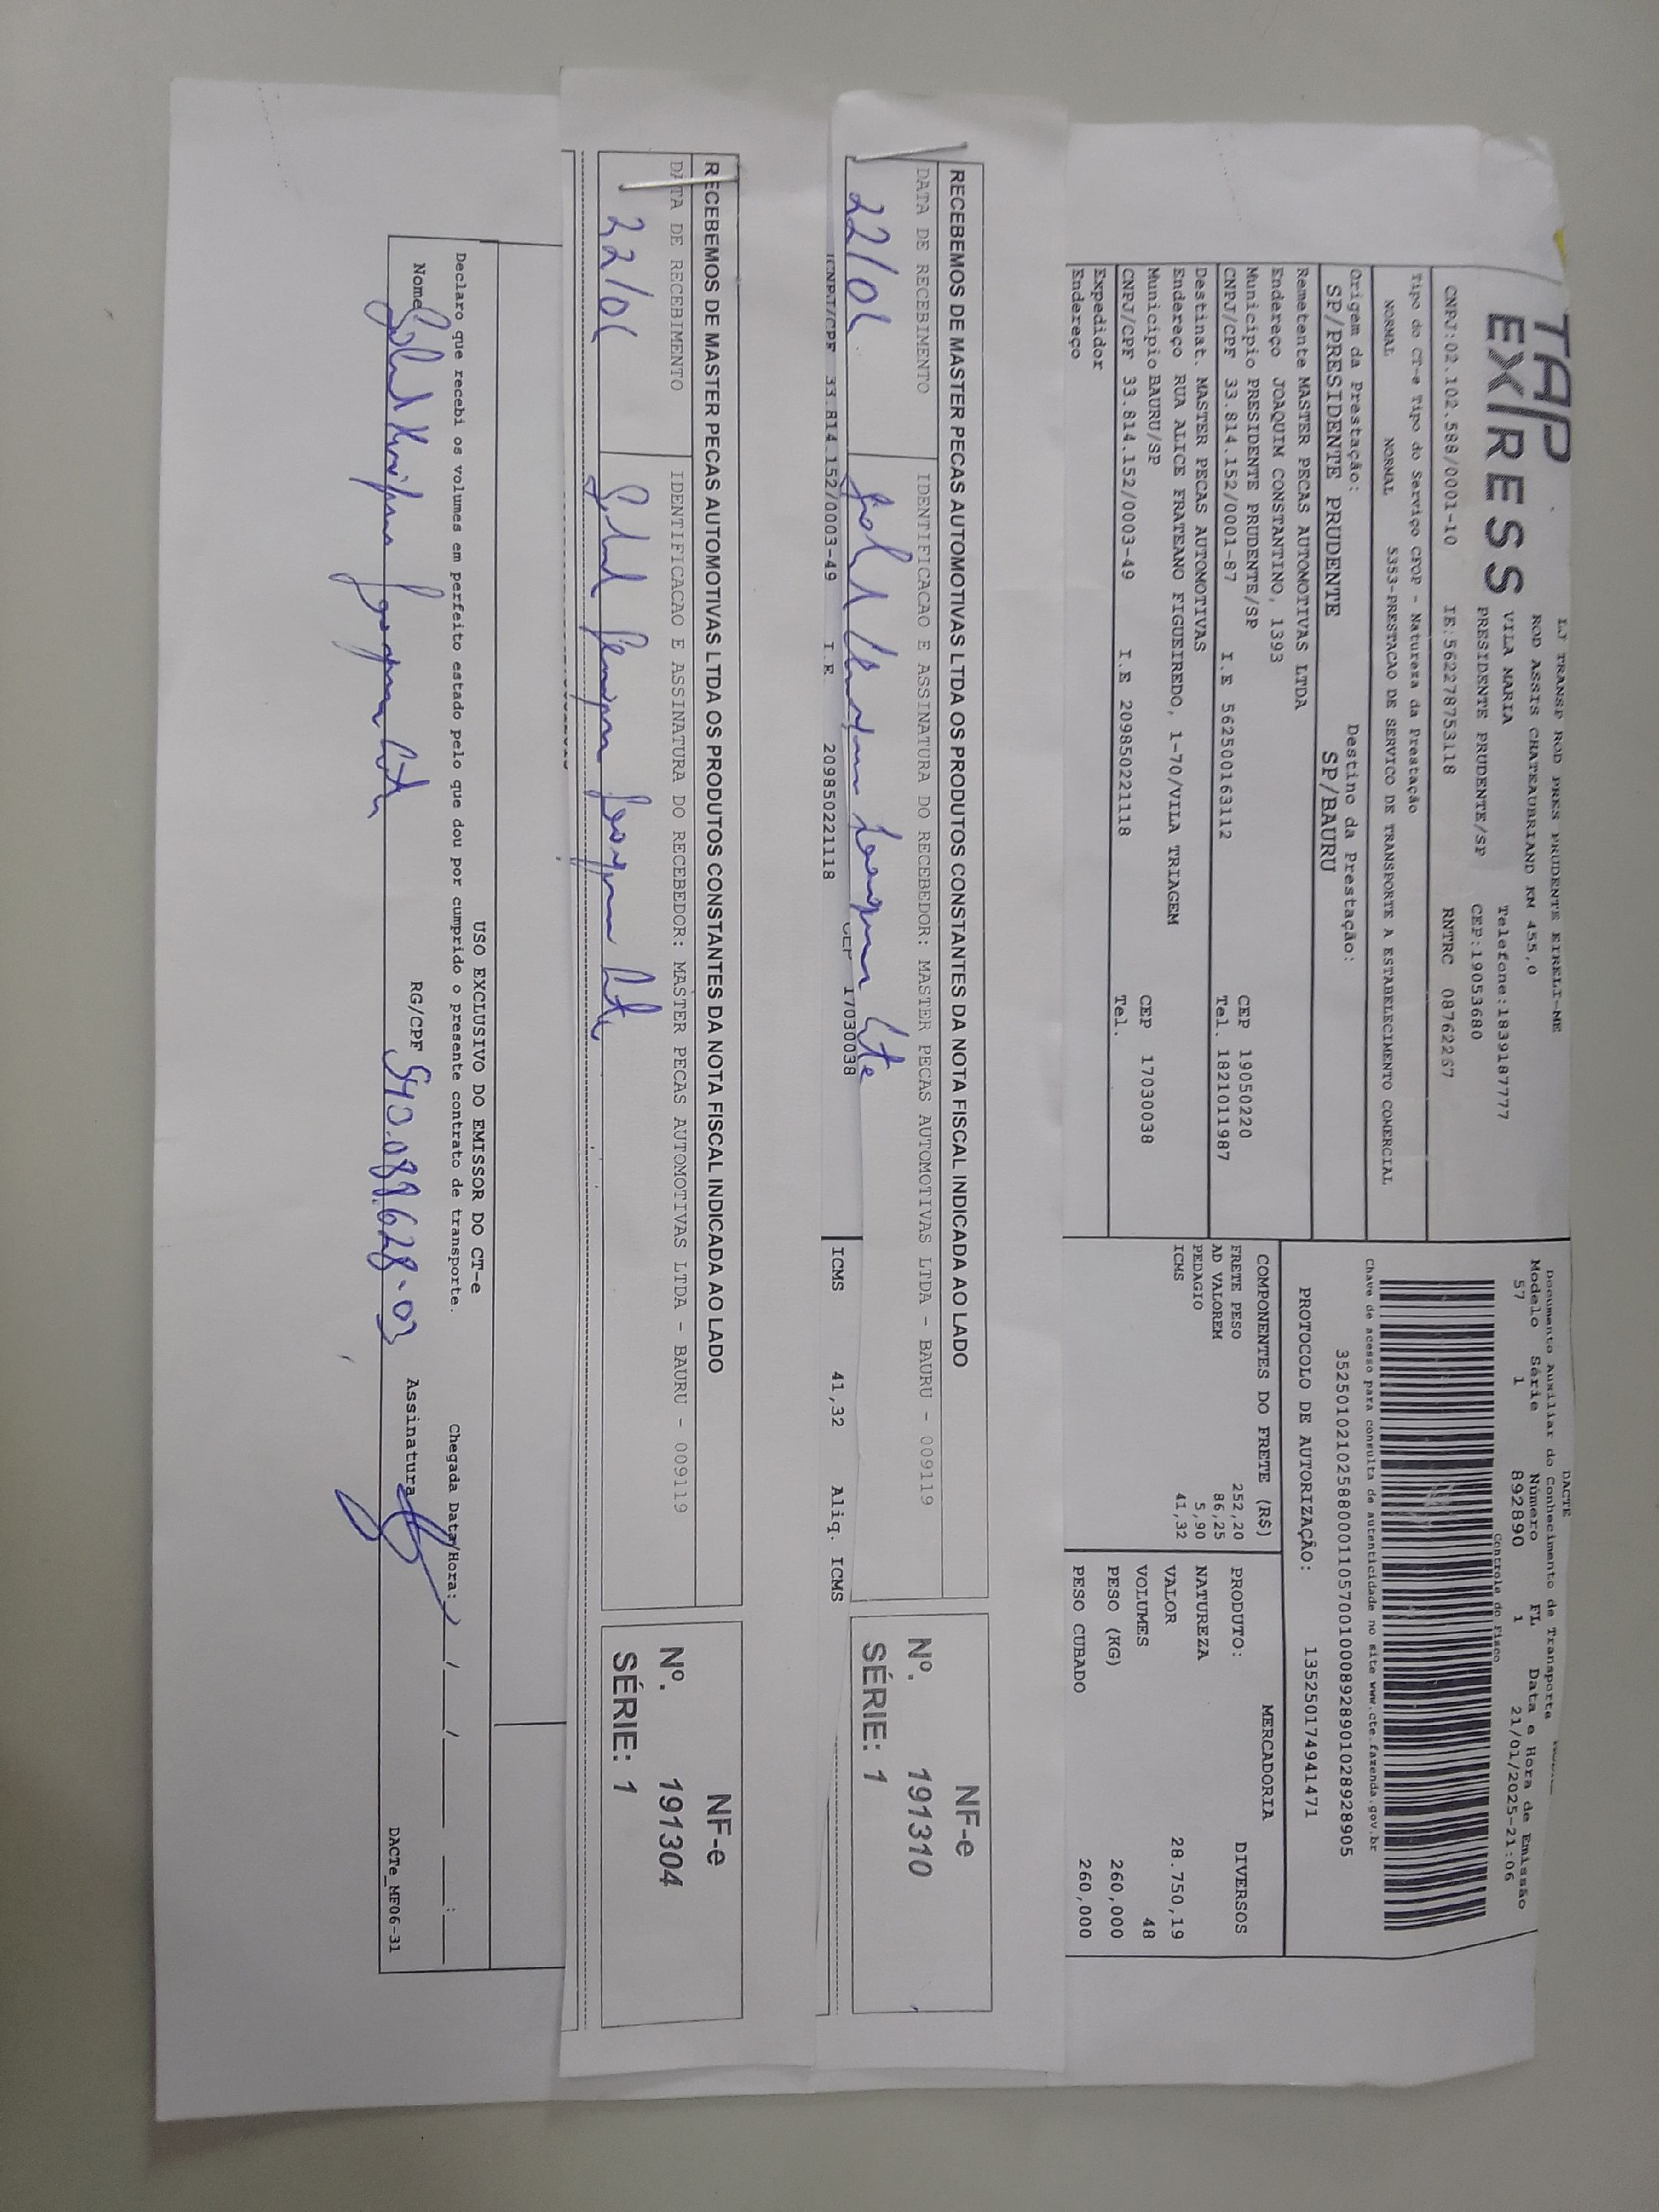 TAP
EX/RESS
LJ TRANSP ROD PRES PRUDENTE EIRELI-ME
ROD ASSIS CHATEAUBRIAND KM 455,0
VILA MARIA Telefone:1839187777
PRESIDENTE PRUDENTE/SP CEP:19053680
CNPJ:02.102.588/0001-10 IE:562278753118 RNTRC 08762267
Tipo do CT-e Tipo do Serviço CFOP - Natureza da Prestação
NORMAL NORMAL 5353-PRESTACAO DE SERVICO DE TRANSPORTE A ESTABELECIMENTO COMERCIAL
Origem da Prestação: Destino da Prestação:
SP/PRESIDENTE PRUDENTE SP/BAURU
Remetente MASTER PECAS AUTOMOTIVAS LTDA
Endereço JOAQUIM CONSTANTINO, 1393
Município PRESIDENTE PRUDENTE/SP CEP 19050220
CNPJ/CPF 33.814.152/0001-87 I.E 562500163112 Tel. 1821011987
Destinat. MASTER PECAS AUTOMOTIVAS
Endereço RUA ALICE FRATEANO FIGUEIREDO, 1-70/VILA TRIAGEM
Município BAURU/SP CEP 17030038
CNPJ/CPF 33.814.152/0003-49 I.E 209850221118 Tel.
Expedidor
Endereço
DACTE
Documento Auxiliar do Conhecimento de Transporte
Modelo Série Número FL Data e Hora de Emissão
57 1 892890 1 21/01/2025-21:06
Controle do Fisco
Chave de acesso para consulta de autenticidade no site www.cte.fazenda.gov.br
35250102102588000110570010008928901028928905
PROTOCOLO DE AUTORIZAÇÃO: 135250174941471
COMPONENTES DO FRETE (R$)
FRETE PESO 252,20
AD VALOREM 86,25
PEDAGIO 5,90
ICMS 41,32
MERCADORIA
PRODUTO: DIVERSOS
NATUREZA
VALOR 28.750,19
VOLUMES 48
PESO (KG) 260,000
PESO CUBADO 260,000
RECEBEMOS DE MASTER PECAS AUTOMOTIVAS LTDA OS PRODUTOS CONSTANTES DA NOTA FISCAL INDICADA AO LADO
DATA DE RECEBIMENTO IDENTIFICACAO E ASSINATURA DO RECEBEDOR: MASTER PECAS AUTOMOTIVAS LTDA - BAURU - 009119
22/01
NF-e
Nº. 191310
SÉRIE: 1
CNPJ/CPF 33.814.152/0003-49 I.E 209850221118 CEP 17030038
ICMS 41,32 Aliq. ICMS
RECEBEMOS DE MASTER PECAS AUTOMOTIVAS LTDA OS PRODUTOS CONSTANTES DA NOTA FISCAL INDICADA AO LADO
DATA DE RECEBIMENTO IDENTIFICACAO E ASSINATURA DO RECEBEDOR: MASTER PECAS AUTOMOTIVAS LTDA - BAURU - 009119
22/01
NF-e
Nº. 191304
SÉRIE: 1
USO EXCLUSIVO DO EMISSOR DO CT-e
Declaro que recebi os volumes em perfeito estado pelo que dou por cumprido o presente contrato de transporte. Chegada Data/Hora: __/__/____ __:__
Nome RG/CPF Assinatura
DACTe_MF06-31